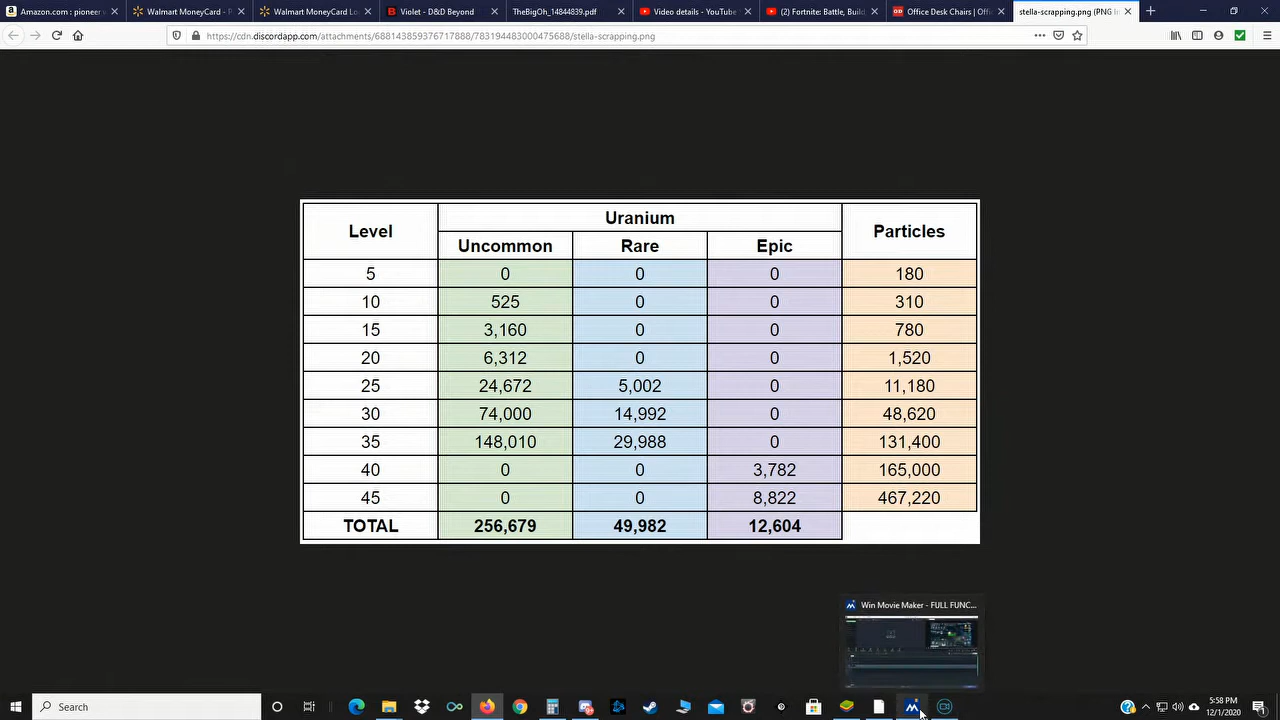 Amazon.com : pioneer w
Walmart MoneyCard - P
Walmart MoneyCard Lo
Violet - D&D Beyond
TheBigOh_14844839.pdf
Video details - YouTube
(2) Fortnite: Battle, Build,
Office Desk Chairs | Offic
stella-scrapping.png (PNG Im
https://cdn.discordapp.com/attachments/688143859376717888/783194483000475688/stella-scrapping.png
Level Uranium Particles
Uncommon Rare Epic
5 0 0 0 180
10 525 0 0 310
15 3,160 0 0 780
20 6,312 0 0 1,520
25 24,672 5,002 0 11,180
30 74,000 14,992 0 48,620
35 148,010 29,988 0 131,400
40 0 0 3,782 165,000
45 0 0 8,822 467,220
TOTAL 256,679 49,982 12,604
Win Movie Maker - FULL FUNC...
Search
5:58 PM
12/1/2020